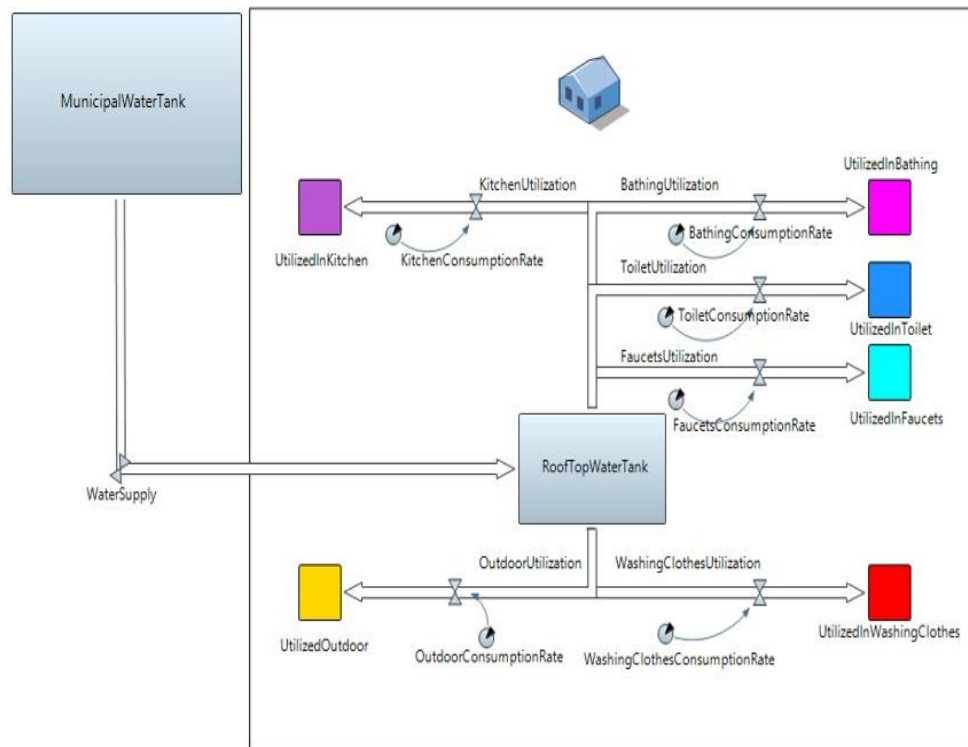 MunicipalWaterTank
UtilizedInBathing
KitchenUtilization
BathingUtilization
BathingConsumptionRate
UtilizedInKitchen
KitchenConsumptionRate
ToiletUtilization
ToiletConsumptionRate
UtilizedInToilet
FaucetsUtilization
FaucetsConsumptionRate
UtilizedInFaucets
RoofTopWaterTank
WaterSupply
OutdoorUtilization
WashingClothesUtilization
UtilizedOutdoor
OutdoorConsumptionRate
WashingClothesConsumptionRate
UtilizedInWashingClothes